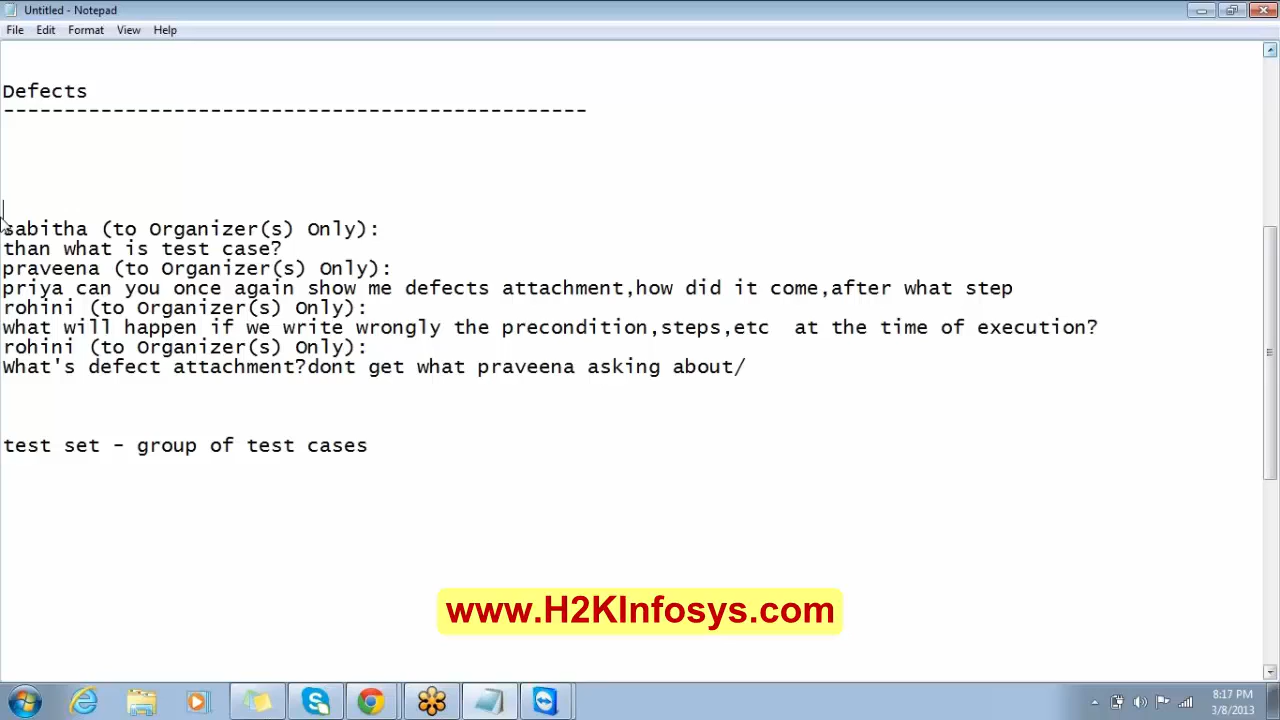 Untitled - Notepad
File Edit Format View Help
Defects
------------------------------------------------
sabitha (to Organizer(s) Only):
than what is test case?
praveena (to Organizer(s) Only):
priya can you once again show me defects attachment,how did it come,after what step
rohini (to Organizer(s) Only):
what will happen if we write wrongly the precondition,steps,etc  at the time of execution?
rohini (to Organizer(s) Only):
What's defect attachment?dont get what praveena asking about/
test set - group of test cases
www.H2KInfosys.com
8:17 PM
3/8/2013